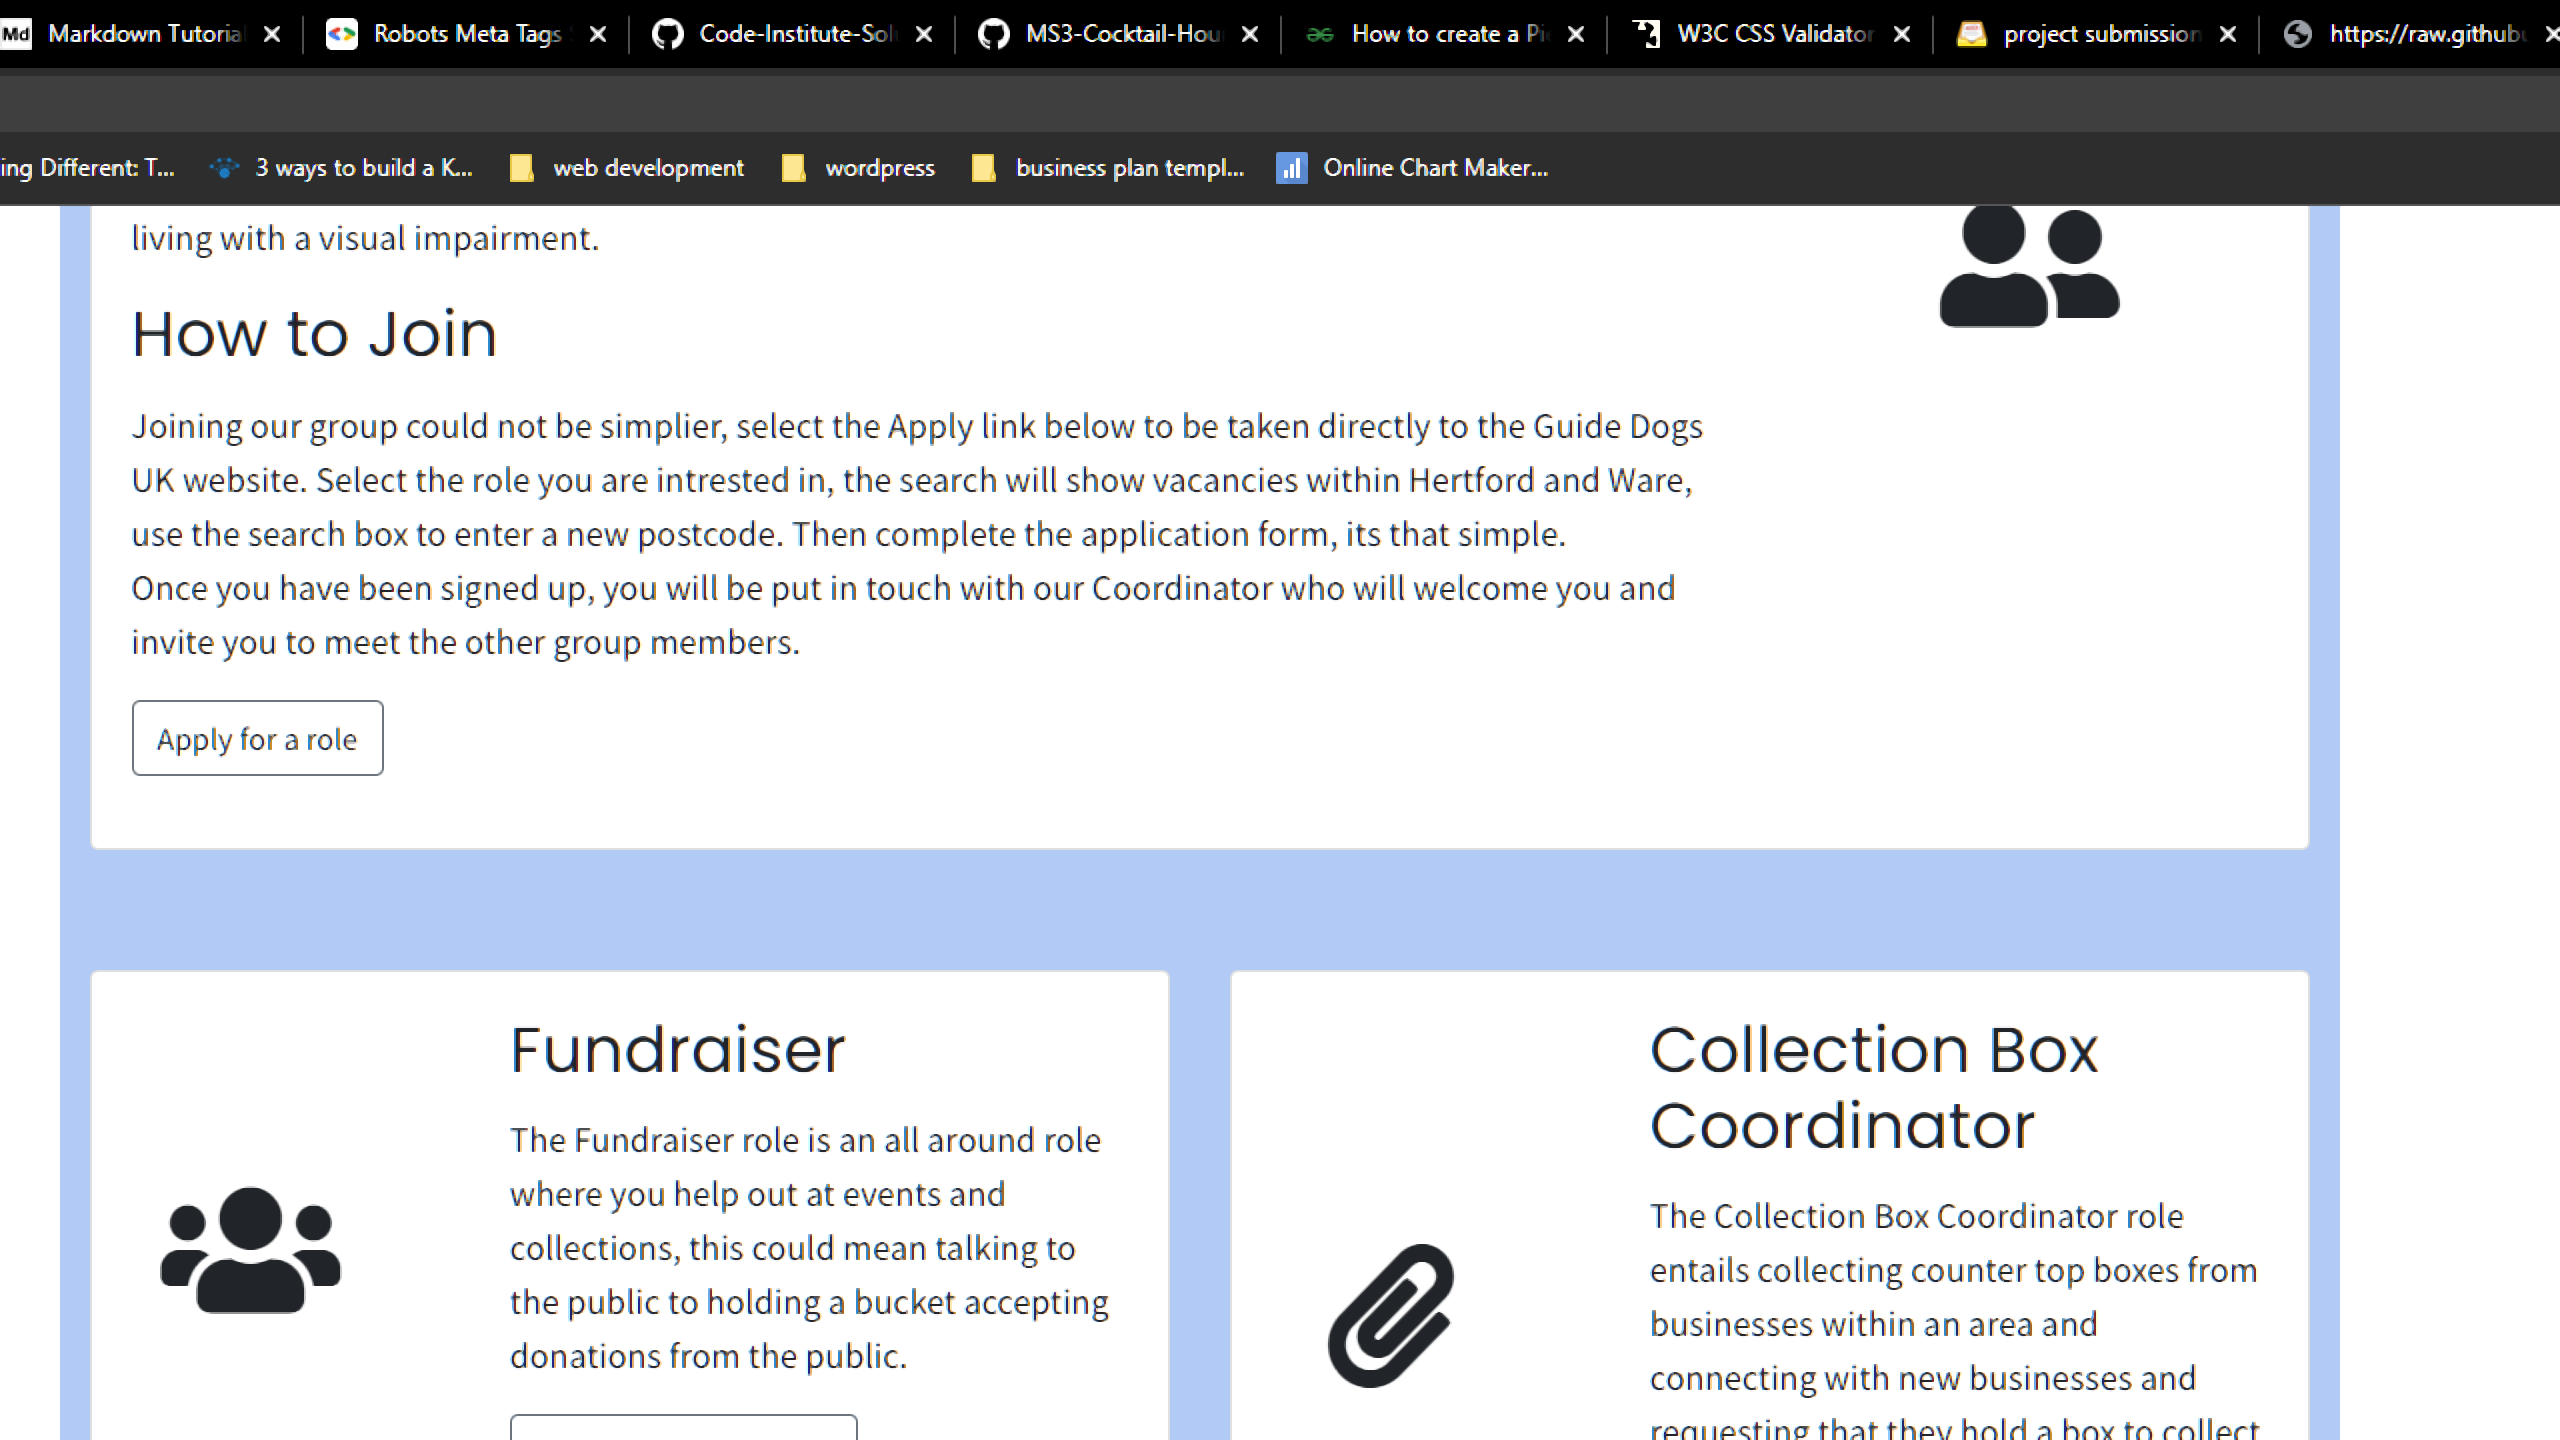 Md Markdown Tutorial
Robots Meta Tags
Code-Institute-Sol
MS3-Cocktail-Hou
How to create a Pi
W3C CSS Validator
project submission
https://raw.githubu
ing Different: T...
3 ways to build a K...
web development
wordpress
business plan templ...
Online Chart Maker...
living with a visual impairment.
How to Join
Joining our group could not be simplier, select the Apply link below to be taken directly to the Guide Dogs
UK website. Select the role you are intrested in, the search will show vacancies within Hertford and Ware,
use the search box to enter a new postcode. Then complete the application form, its that simple.
Once you have been signed up, you will be put in touch with our Coordinator who will welcome you and
invite you to meet the other group members.
Apply for a role
Fundraiser
The Fundraiser role is an all around role
where you help out at events and
collections, this could mean talking to
the public to holding a bucket accepting
donations from the public.
Collection Box
Coordinator
The Collection Box Coordinator role
entails collecting counter top boxes from
businesses within an area and
connecting with new businesses and
requesting that they hold a box to collect